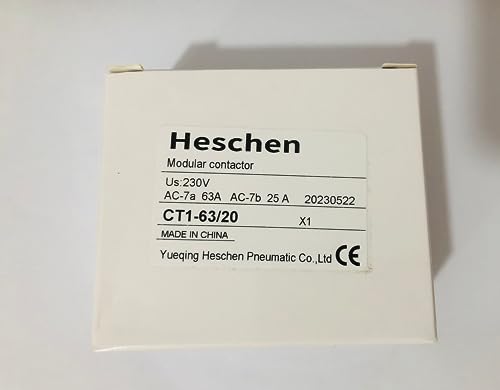 Heschen
Modular contactor
Us:230V
AC-7a 63A AC-7b 25 A 20230522
CT1-63/20 X1
MADE IN CHINA
Yueqing Heschen Pneumatic Co.,Ltd CE